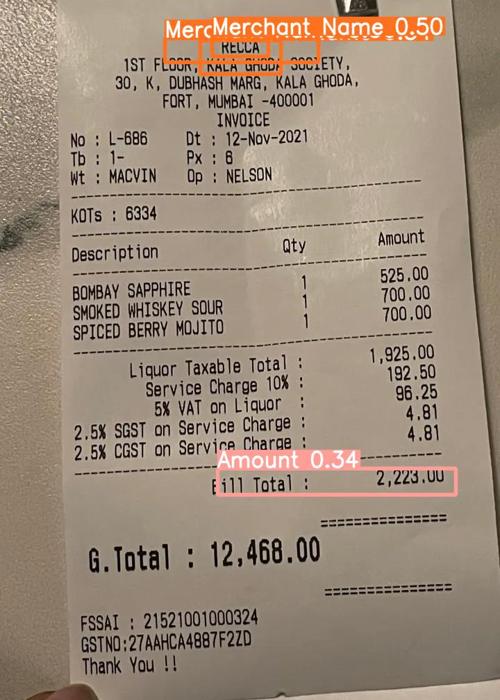 Merchant Name 0.50
RECCA
1ST FLOOR, KALA GHODA SOCIETY,
30, K, DUBHASH MARG, KALA GHODA,
FORT, MUMBAI -400001
INVOICE
No : L-686 Dt : 12-Nov-2021
Tb : 1- Px : 6
Wt : MACVIN Op : NELSON
KOTs : 6334
Description Qty Amount
BOMBAY SAPPHIRE 1 525.00
SMOKED WHISKEY SOUR 1 700.00
SPICED BERRY MOJITO 1 700.00
Liquor Taxable Total : 1,925.00
Service Charge 10% : 192.50
5% VAT on Liquor : 96.25
2.5% SGST on Service Charge : 4.81
2.5% CGST on Service Charge : 4.81
Amount 0.34
Bill Total : 2,223.00
G.Total : 12,468.00
FSSAI : 21521001000324
GSTNO:27AAHCA4887F2ZD
Thank You !!